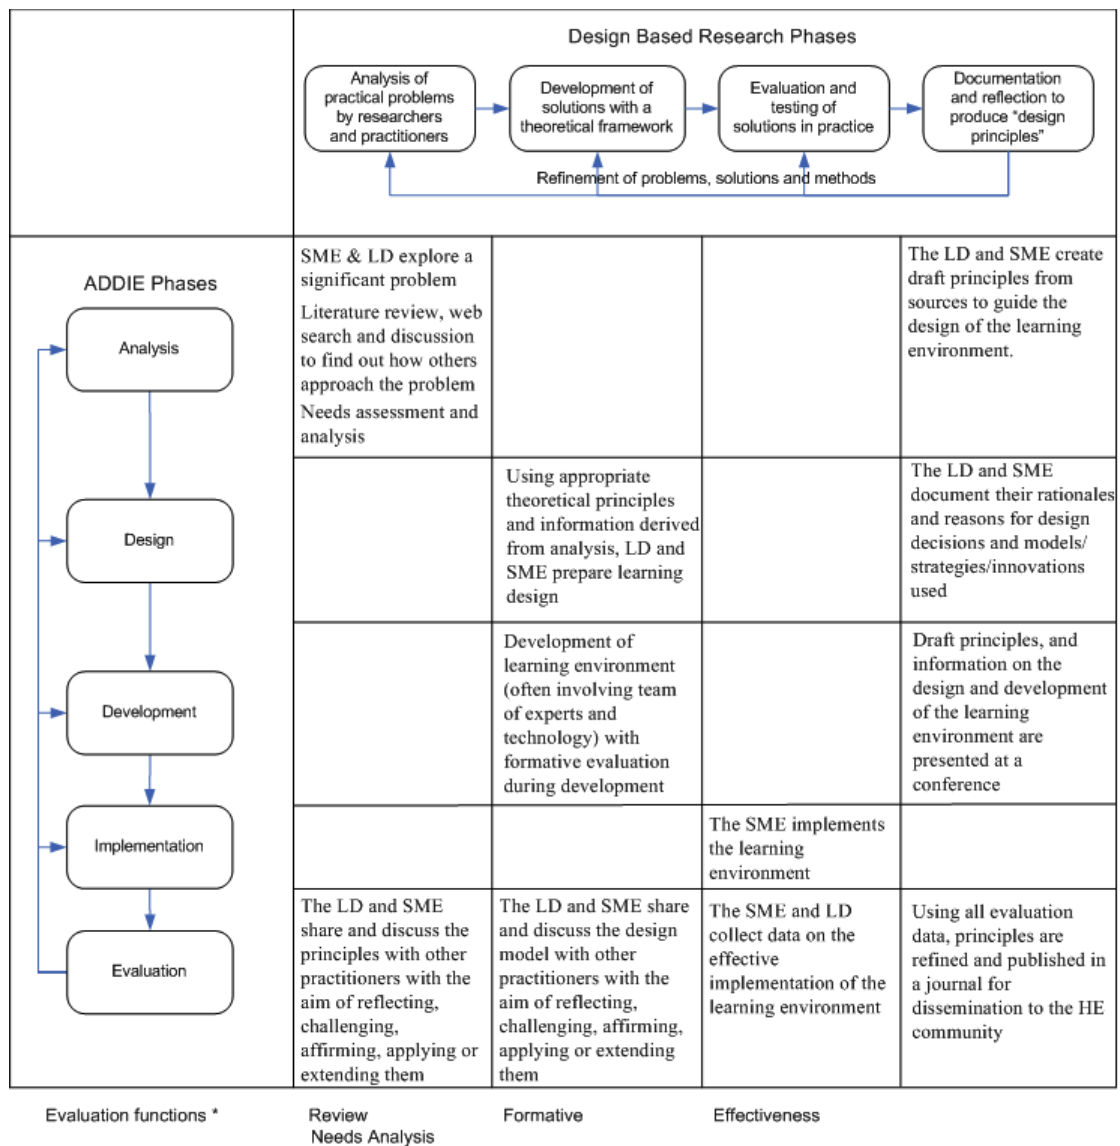 Design Based Research Phases
Analysis of
practical problems
by researchers
and practitioners
Development of
solutions with a
theoretical framework
Evaluation and
testing of
solutions in practice
Documentation
and reflection to
produce “design
principles”
Refinement of problems, solutions and methods
ADDIE Phases
Analysis
SME & LD explore a
significant problem
Literature review, web
search and discussion
to find out how others
approach the problem
Needs assessment and
analysis
The LD and SME create
draft principles from
sources to guide the
design of the learning
environment.
Design
Using appropriate
theoretical principles
and information derived
from analysis, LD and
SME prepare learning
design
The LD and SME
document their rationales
and reasons for design
decisions and models/
strategies/innovations
used
Development
Development of
learning environment
(often involving team
of experts and
technology) with
formative evaluation
during development
Draft principles, and
information on the
design and development
of the learning
environment are
presented at a
conference
Implementation
The SME implements
the learning
environment
Evaluation
The LD and SME
share and discuss the
principles with other
practitioners with the
aim of reflecting,
challenging,
affirming, applying or
extending them
The LD and SME share
and discuss the design
model with other
practitioners with the
aim of reflecting,
challenging, affirming,
applying or extending
them
The SME and LD
collect data on the
effective
implementation of the
learning environment
Using all evaluation
data, principles are
refined and published in
a journal for
dissemination to the HE
community
Evaluation functions *
Review
Needs Analysis
Formative
Effectiveness